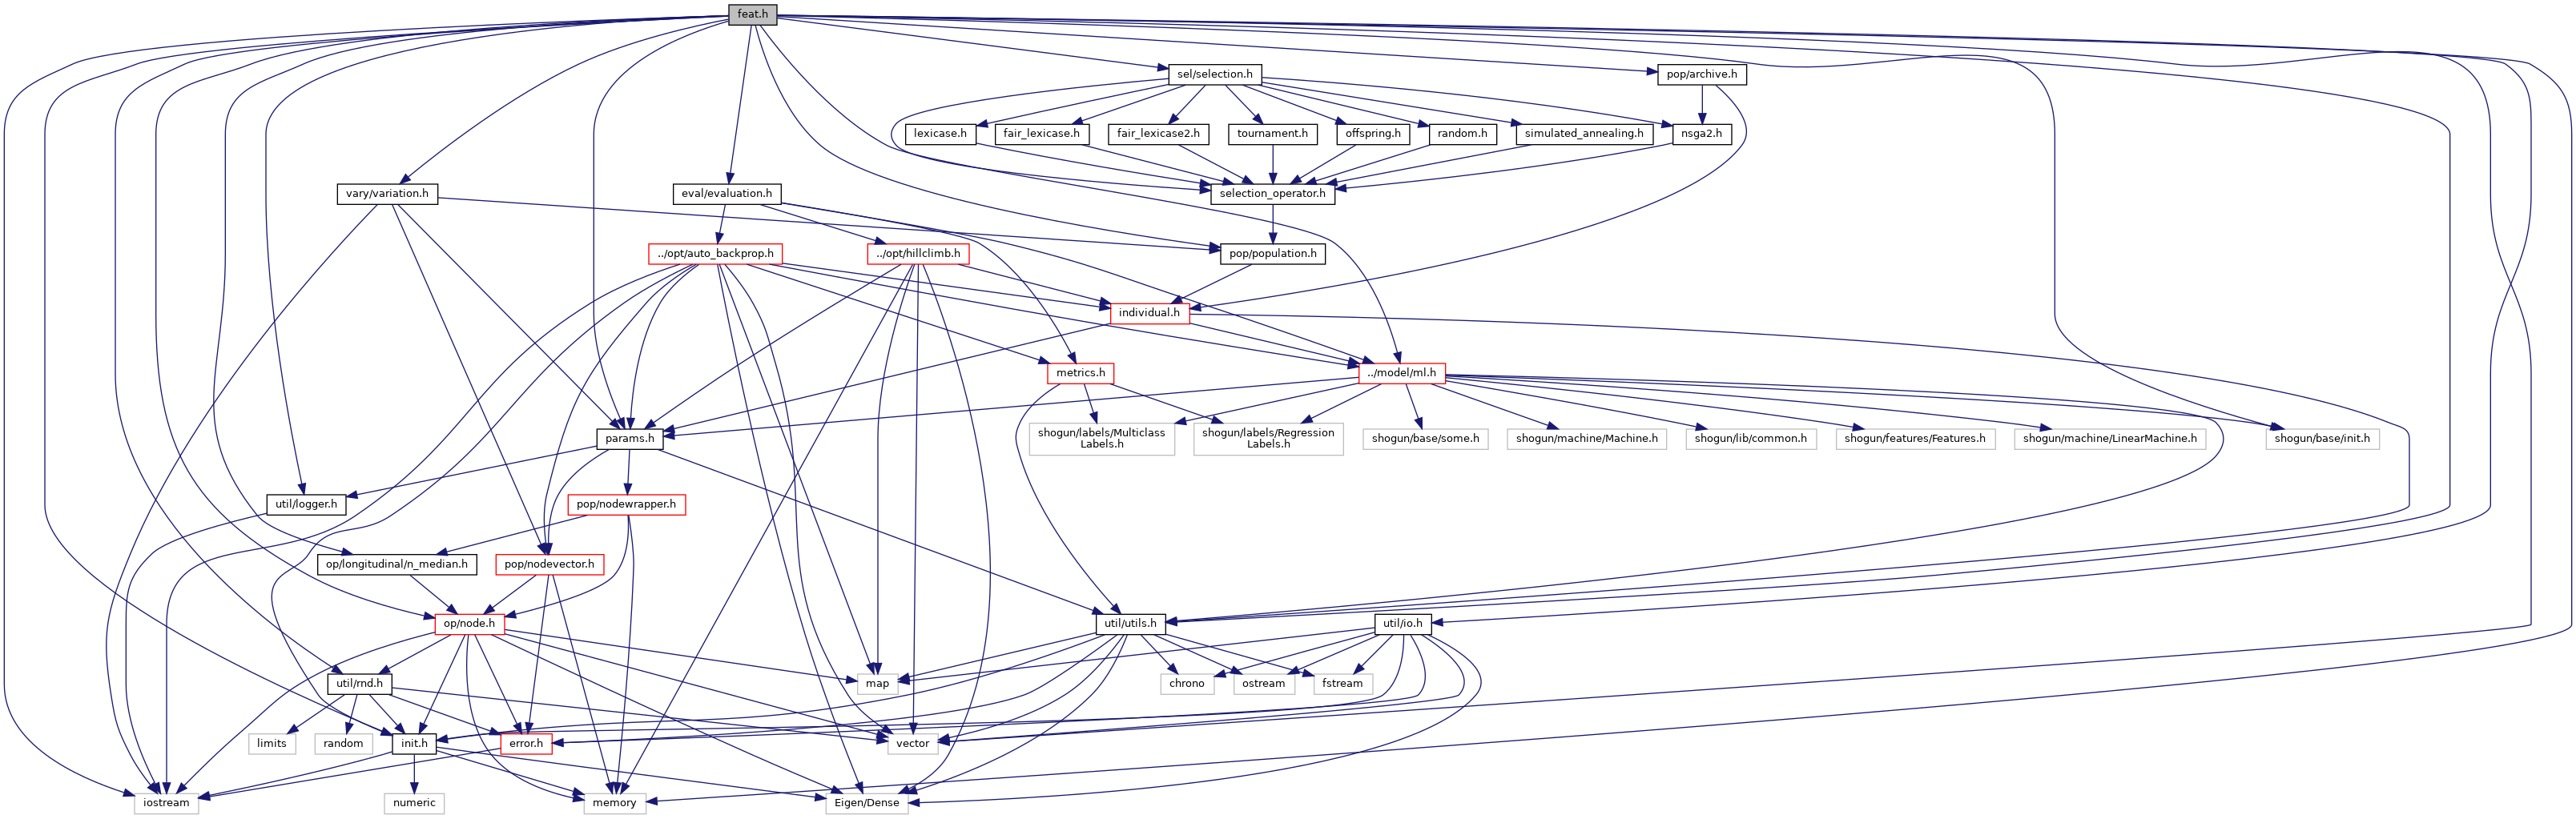 feat.h
sel/selection.h
pop/archive.h
lexicase.h
fair_lexicase.h
fair_lexicase2.h
tournament.h
offspring.h
random.h
simulated_annealing.h
nsga2.h
vary/variation.h
eval/evaluation.h
selection_operator.h
../opt/auto_backprop.h
../opt/hillclimb.h
pop/population.h
individual.h
metrics.h
../model/ml.h
params.h
shogun/labels/Multiclass
Labels.h
shogun/labels/Regression
Labels.h
shogun/base/some.h
shogun/machine/Machine.h
shogun/lib/common.h
shogun/features/Features.h
shogun/machine/LinearMachine.h
shogun/base/init.h
util/logger.h
pop/nodewrapper.h
op/longitudinal/n_median.h
pop/nodevector.h
op/node.h
util/utils.h
util/io.h
util/rnd.h
map
chrono
ostream
fstream
limits
random
init.h
error.h
vector
iostream
numeric
memory
Eigen/Dense